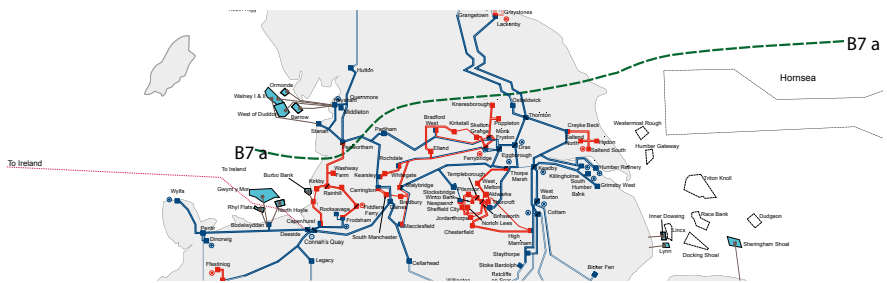 Grangetown
Greystones
Lackenby
B7 a
Hutton
Hornsea
Ormonde
Quernmore
Heysham
Walney I & II
Middleton
Knaresborough
Osbaldwick
Bradford
West
Kirkstall
Skelton
Grange
Poppleton
Monk
Fryston
Thornton
Creyke Beck
West of Duddon
Barrow
Stanah
Padiham
Saltend
North
Saltend South
Westermost Rough
Humber Gateway
Penwortham
B7 a
Elland
Ferrybridge
Drax
Eggborough
To Ireland
To Ireland
Rochdale
Washway
Farm
Kearsley
Whitegate
Templeborough
Thorpe
Marsh
Keadby
Killingholme
Humber Refinery
South
Humber
Bank
Grimsby West
Burbo Bank
Kirkby
Stalybridge
Stocksbridge
Pitsmoor
West
Melton
Triton Knoll
Wylfa
Gwynt y Mor
Rainhill
Carrington
Winco Bank
Neepsend
Sheffield City
West
Burton
Rhyl Flats
North Hoyle
Rocksavage
Fiddlers
Ferry
Bredbury
Jordanthorpe
Norton Lees
Brinsworth
Cottam
Inner Dowsing
Race Bank
Dudgeon
Pentir
Bodelwyddan
Capenhurst
Frodsham
Macclesfield
Chesterfield
Lincs
Dinorwig
Deeside
Connah's Quay
South Manchester
High
Marnham
Lynn
Docking Shoal
Sheringham Shoal
Ffestiniog
Legacy
Cellarhead
Staythorpe
Stoke Bardolph
Ratcliffe
on Soar
Bicker Fen
Willington